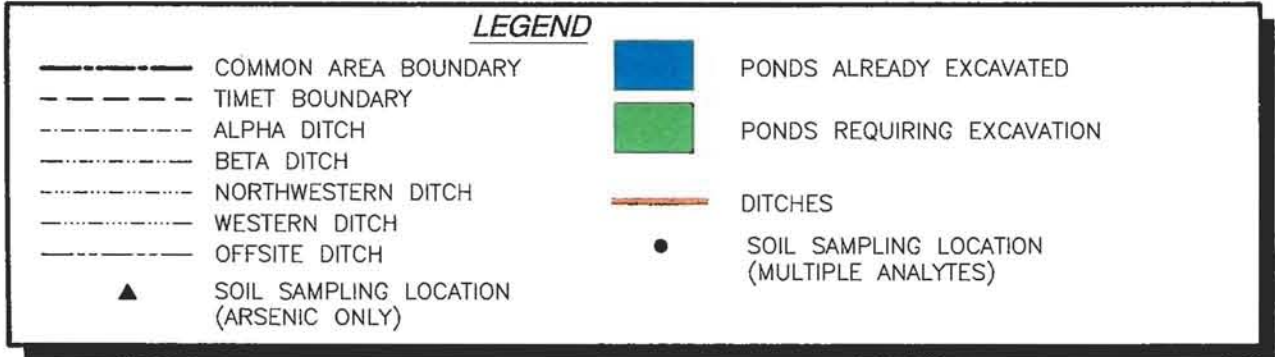 LEGEND
COMMON AREA BOUNDARY
TIMET BOUNDARY
ALPHA DITCH
BETA DITCH
NORTHWESTERN DITCH
WESTERN DITCH
OFFSITE DITCH
SOIL SAMPLING LOCATION
(ARSENIC ONLY)
PONDS ALREADY EXCAVATED
PONDS REQUIRING EXCAVATION
DITCHES
SOIL SAMPLING LOCATION
(MULTIPLE ANALYTES)